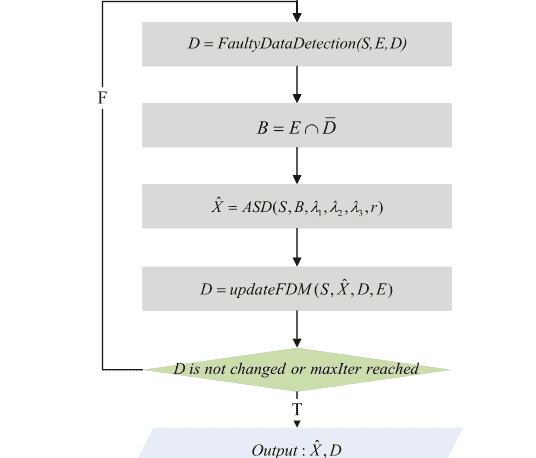 D = FaultyDataDetection(S,E,D)
F
B = E ∩ D̅
X̂ = ASD(S, B, λ₁, λ₂, λ₃, r)
D = updateFDM(S, X̂, D, E)
D is not changed or maxIter reached
T
Output : X̂, D